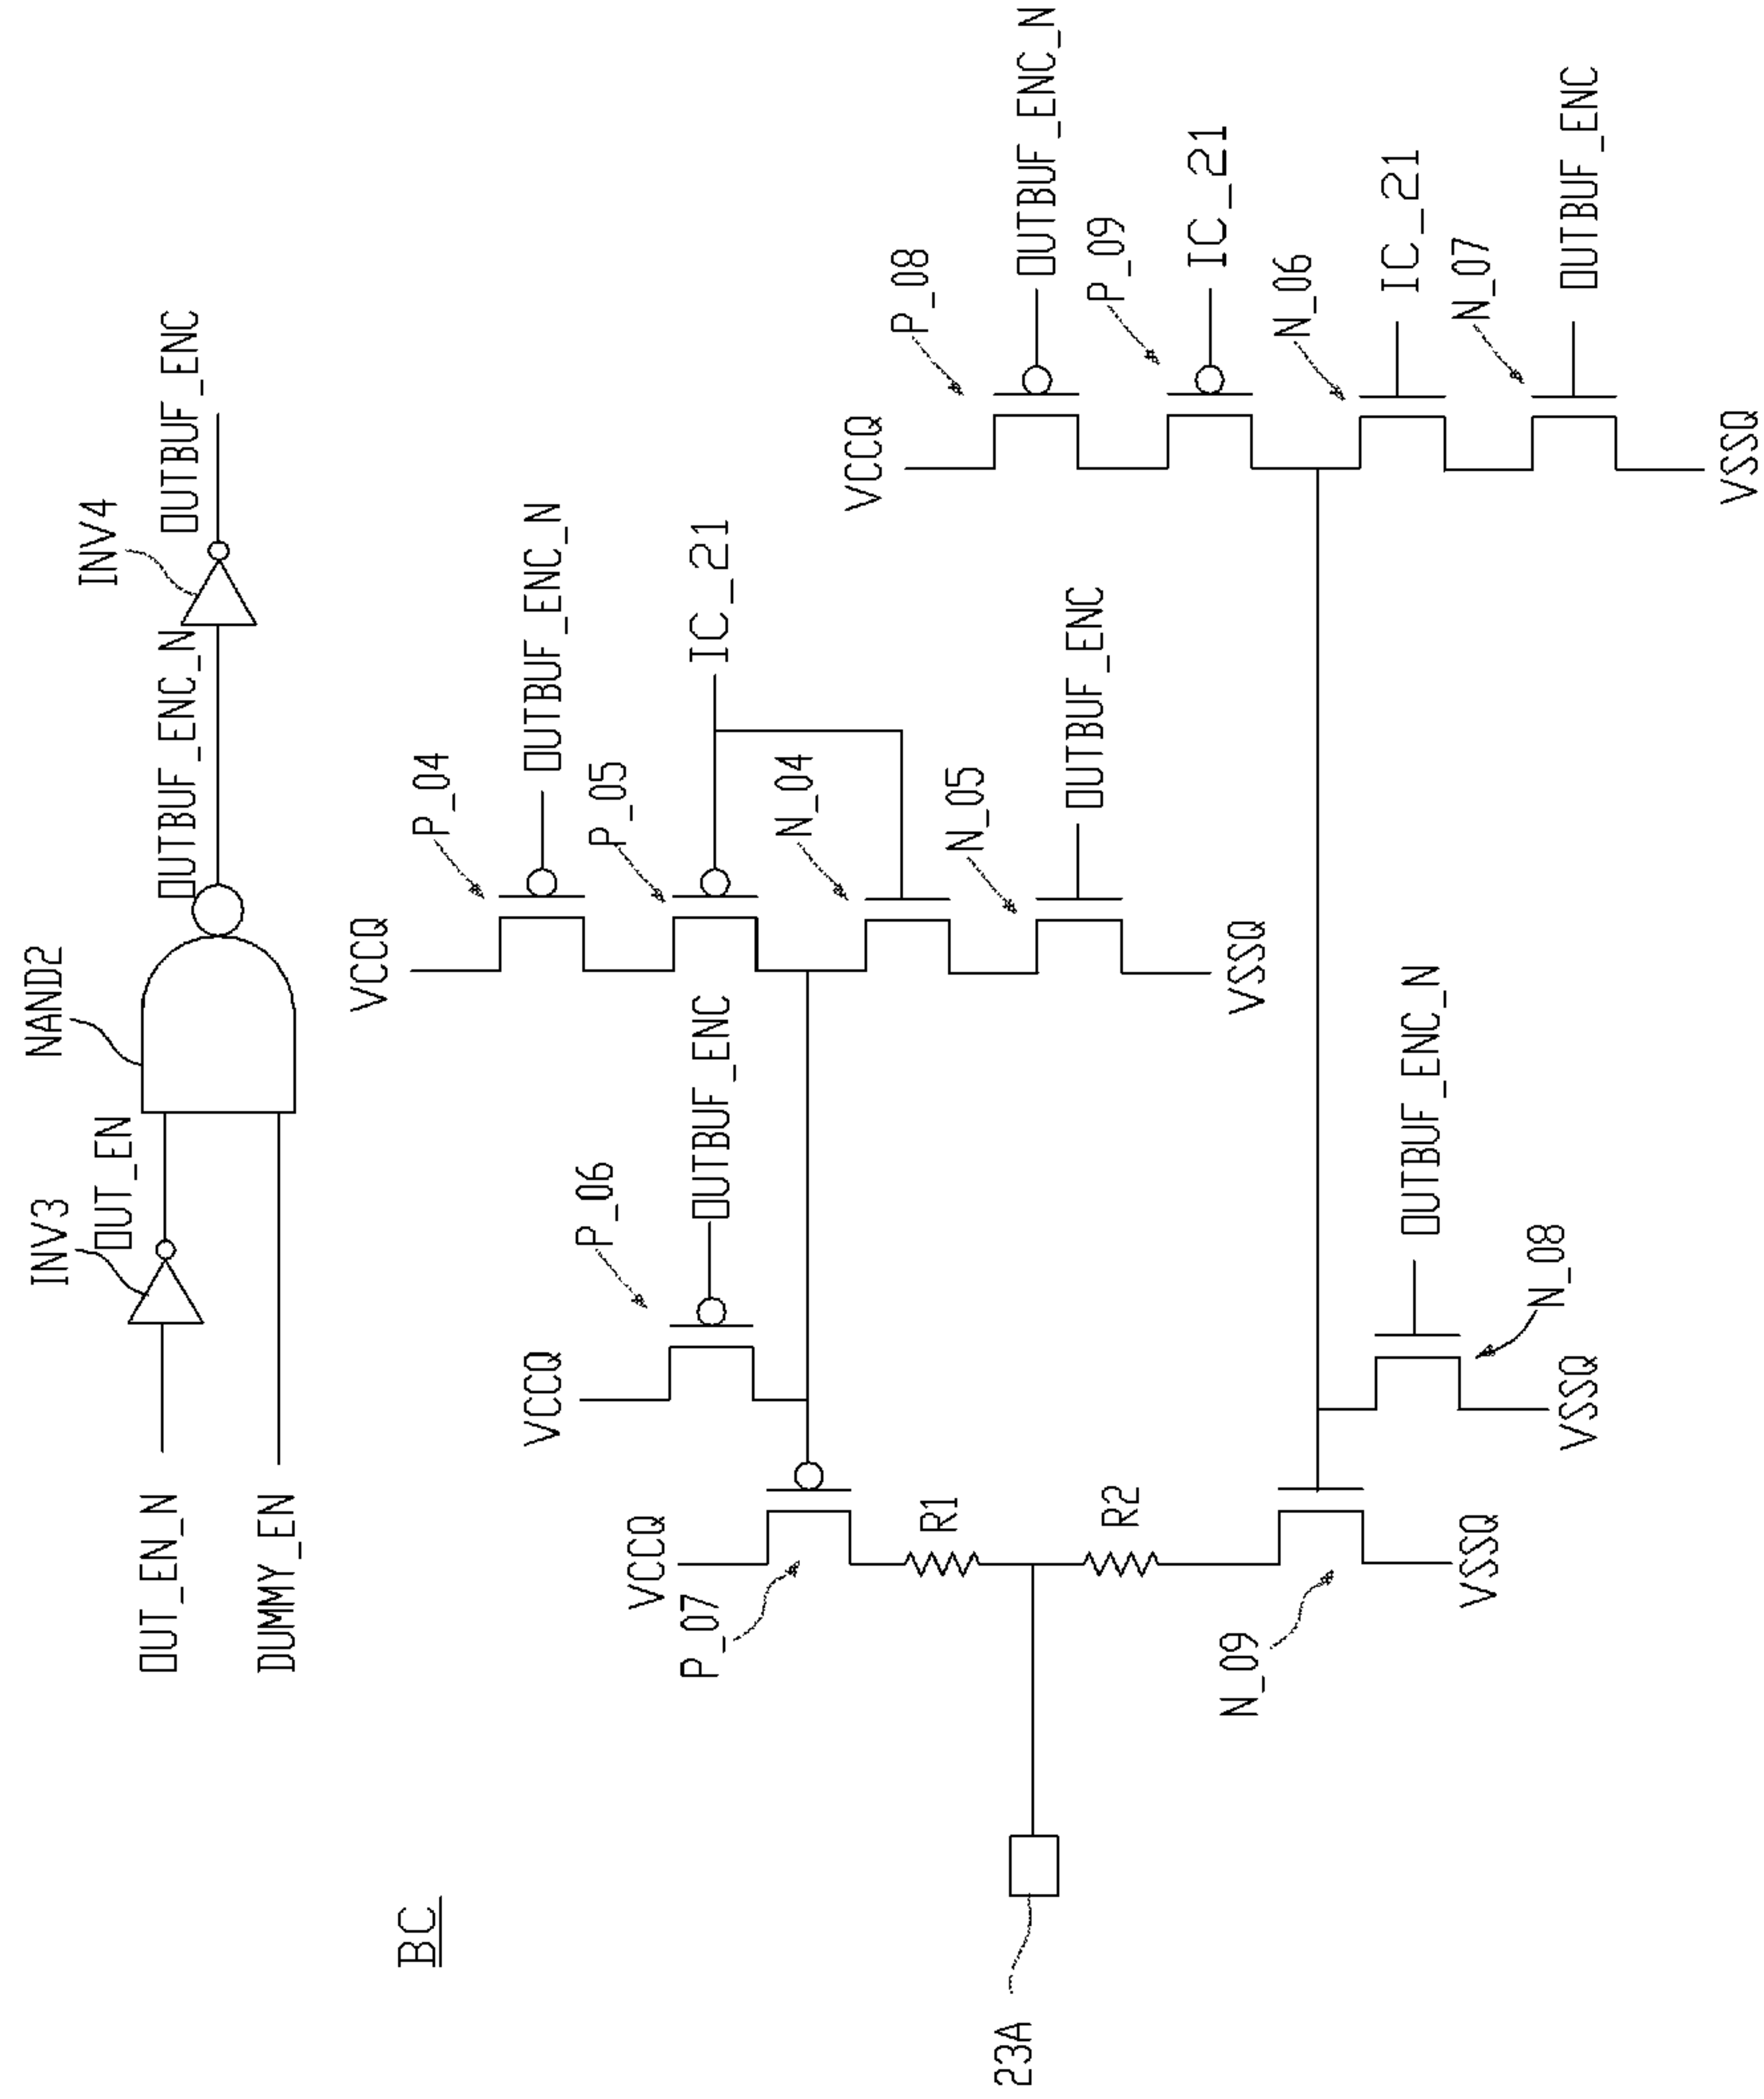 BC
OUT_EN_N
DUMMY_EN
INV3
OUT_EN
NAND2
OUTBUF_ENC_N
INV4
OUTBUF_ENC
VCCQ
P_04
OUTBUF_ENC_N
P_05
IC_21
N_04
N_05
OUTBUF_ENC
VSSQ
VCCQ
P_06
OUTBUF_ENC
VCCQ
P_07
R1
R2
23A
N_09
VSSQ
OUTBUF_ENC_N
N_08
VSSQ
VCCQ
P_08
OUTBUF_ENC_N
P_09
IC_21
N_06
IC_21
N_07
OUTBUF_ENC
VSSQ